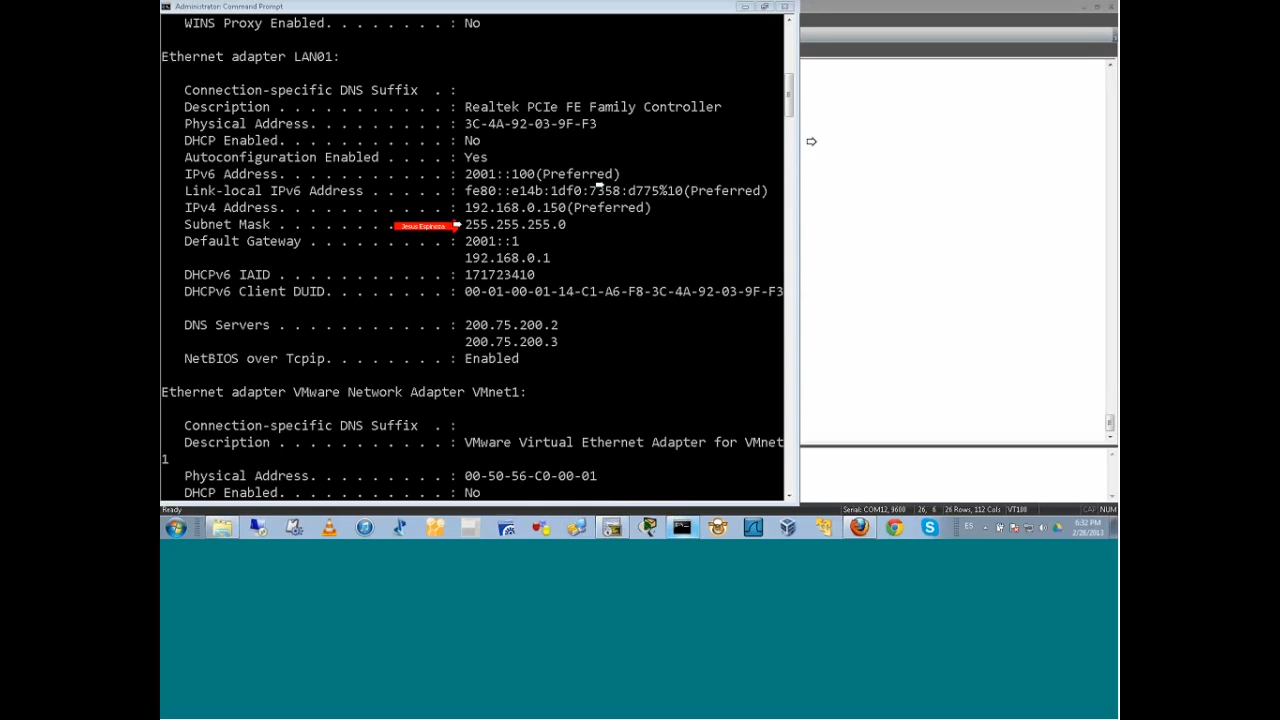 Administrator: Command Prompt
WINS Proxy Enabled. . . . . . . . : No
Ethernet adapter LAN01:
Connection-specific DNS Suffix  . :
Description . . . . . . . . . . . : Realtek PCIe FE Family Controller
Physical Address. . . . . . . . . : 3C-4A-92-03-9F-F3
DHCP Enabled. . . . . . . . . . . : No
Autoconfiguration Enabled . . . . : Yes
IPv6 Address. . . . . . . . . . . : 2001::100(Preferred)
Link-local IPv6 Address . . . . . : fe80::e14b:1df0:7358:d775%10(Preferred)
IPv4 Address. . . . . . . . . . . : 192.168.0.150(Preferred)
Subnet Mask . . . . . . . . Jesus Espinoza 255.255.255.0
Default Gateway . . . . . . . . . : 2001::1
192.168.0.1
DHCPv6 IAID . . . . . . . . . . . : 171723410
DHCPv6 Client DUID. . . . . . . . : 00-01-00-01-14-C1-A6-F8-3C-4A-92-03-9F-F3
DNS Servers . . . . . . . . . . . : 200.75.200.2
200.75.200.3
NetBIOS over Tcpip. . . . . . . . : Enabled
Ethernet adapter VMware Network Adapter VMnet1:
Connection-specific DNS Suffix  . :
Description . . . . . . . . . . . : VMware Virtual Ethernet Adapter for VMnet
1
Physical Address. . . . . . . . . : 00-50-56-C0-00-01
DHCP Enabled. . . . . . . . . . . : No
Ready Serial: COM12, 9600 26, 6 26 Rows, 112 Cols VT100 CAP NUM
ES 6:32 PM
2/28/2013